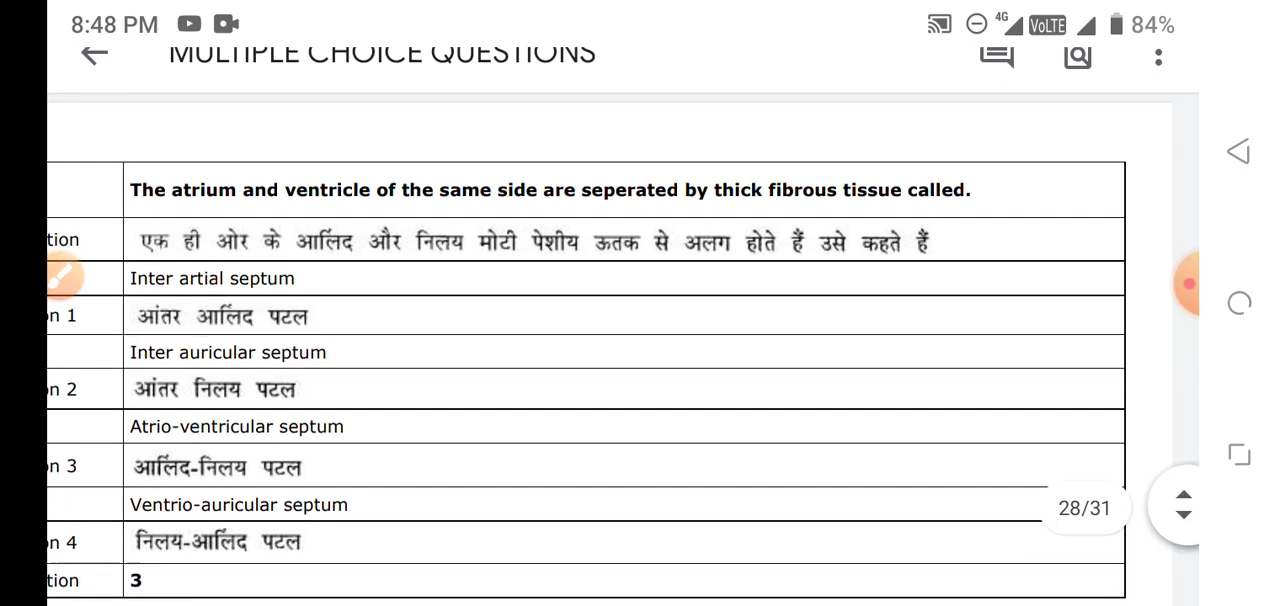 8:48 PM 4G VoLTE 84%
MULTIPLE CHOICE QUESTIONS
The atrium and ventricle of the same side are seperated by thick fibrous tissue called.
tion एक ही ओर के आलिंद और निलय मोटी पेशीय ऊतक से अलग होते हैं उसे कहते हैं
Inter artial septum
n 1 आंतर आलिंद पटल
Inter auricular septum
n 2 आंतर निलय पटल
Atrio-ventricular septum
n 3 आलिंद-निलय पटल
Ventrio-auricular septum
28/31
n 4 निलय-आलिंद पटल
tion 3